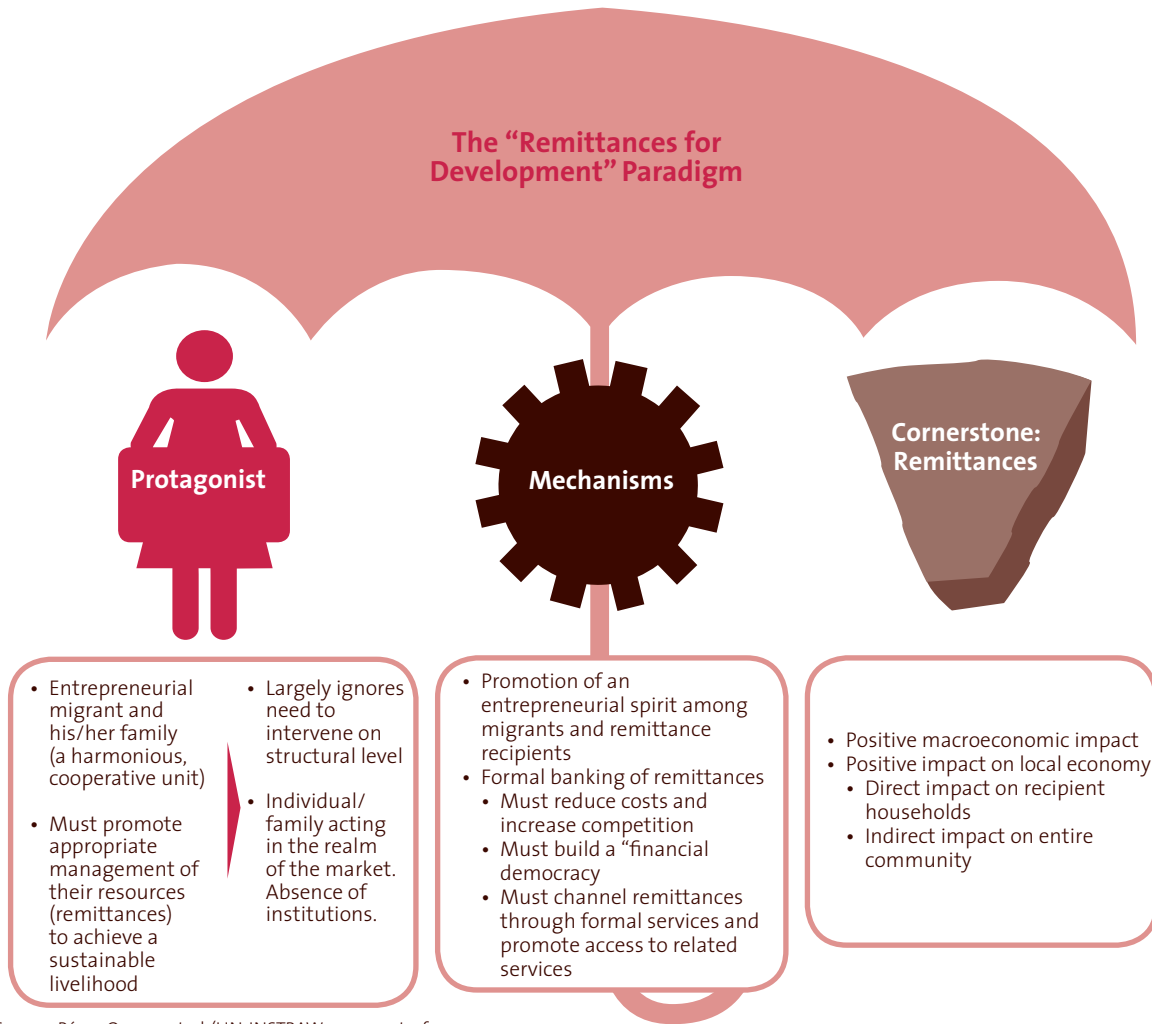 The “Remittances for
Development” Paradigm
Protagonist
Mechanisms
Cornerstone:
Remittances
• Entrepreneurial
migrant and
his/her family
(a harmonious,
cooperative unit)
• Must promote
appropriate
management of
their resources
(remittances)
to achieve a
sustainable
livelihood
• Largely ignores
need to
intervene on
structural level
• Individual/
family acting
in the realm
of the market.
Absence of
institutions.
• Promotion of an
entrepreneurial spirit among
migrants and remittance
recipients
• Formal banking of remittances
• Must reduce costs and
increase competition
• Must build a “financial
democracy
• Must channel remittances
through formal services and
promote access to related
services
• Positive macroeconomic impact
• Positive impact on local economy
• Direct impact on recipient
households
• Indirect impact on entire
community